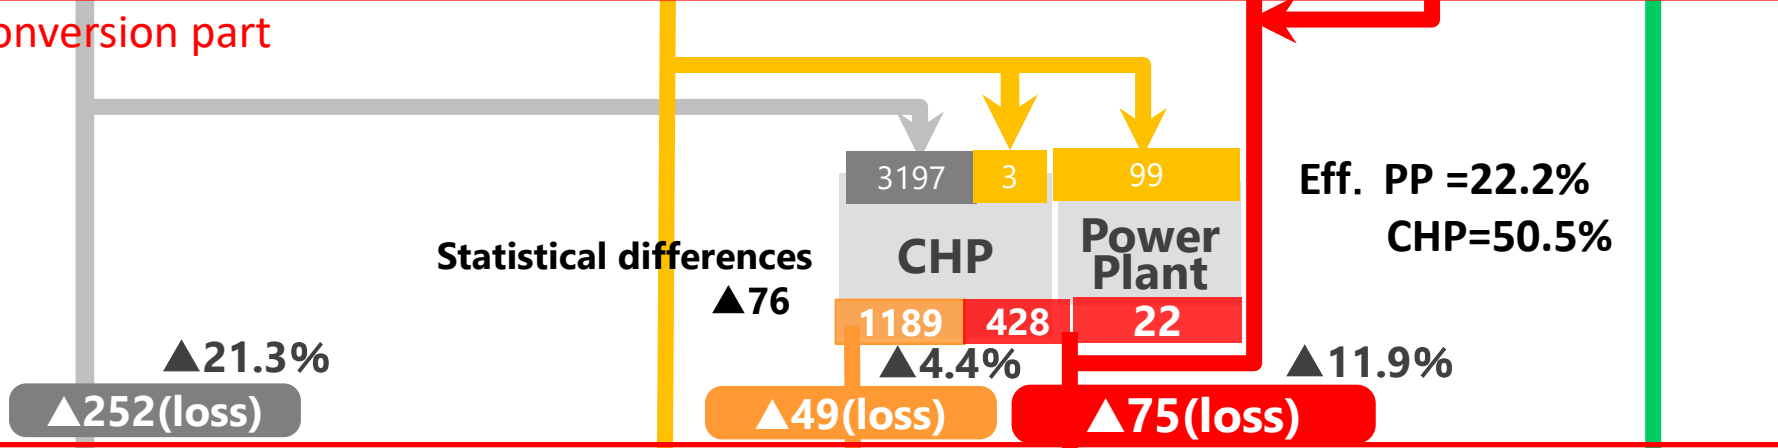 onversion part
3197
3
99
Eff. PP =22.2%
CHP=50.5%
Statistical differences
▲76
CHP
Power
Plant
1189
428
22
▲21.3%
▲4.4%
▲11.9%
▲252(loss)
▲49(loss)
▲75(loss)